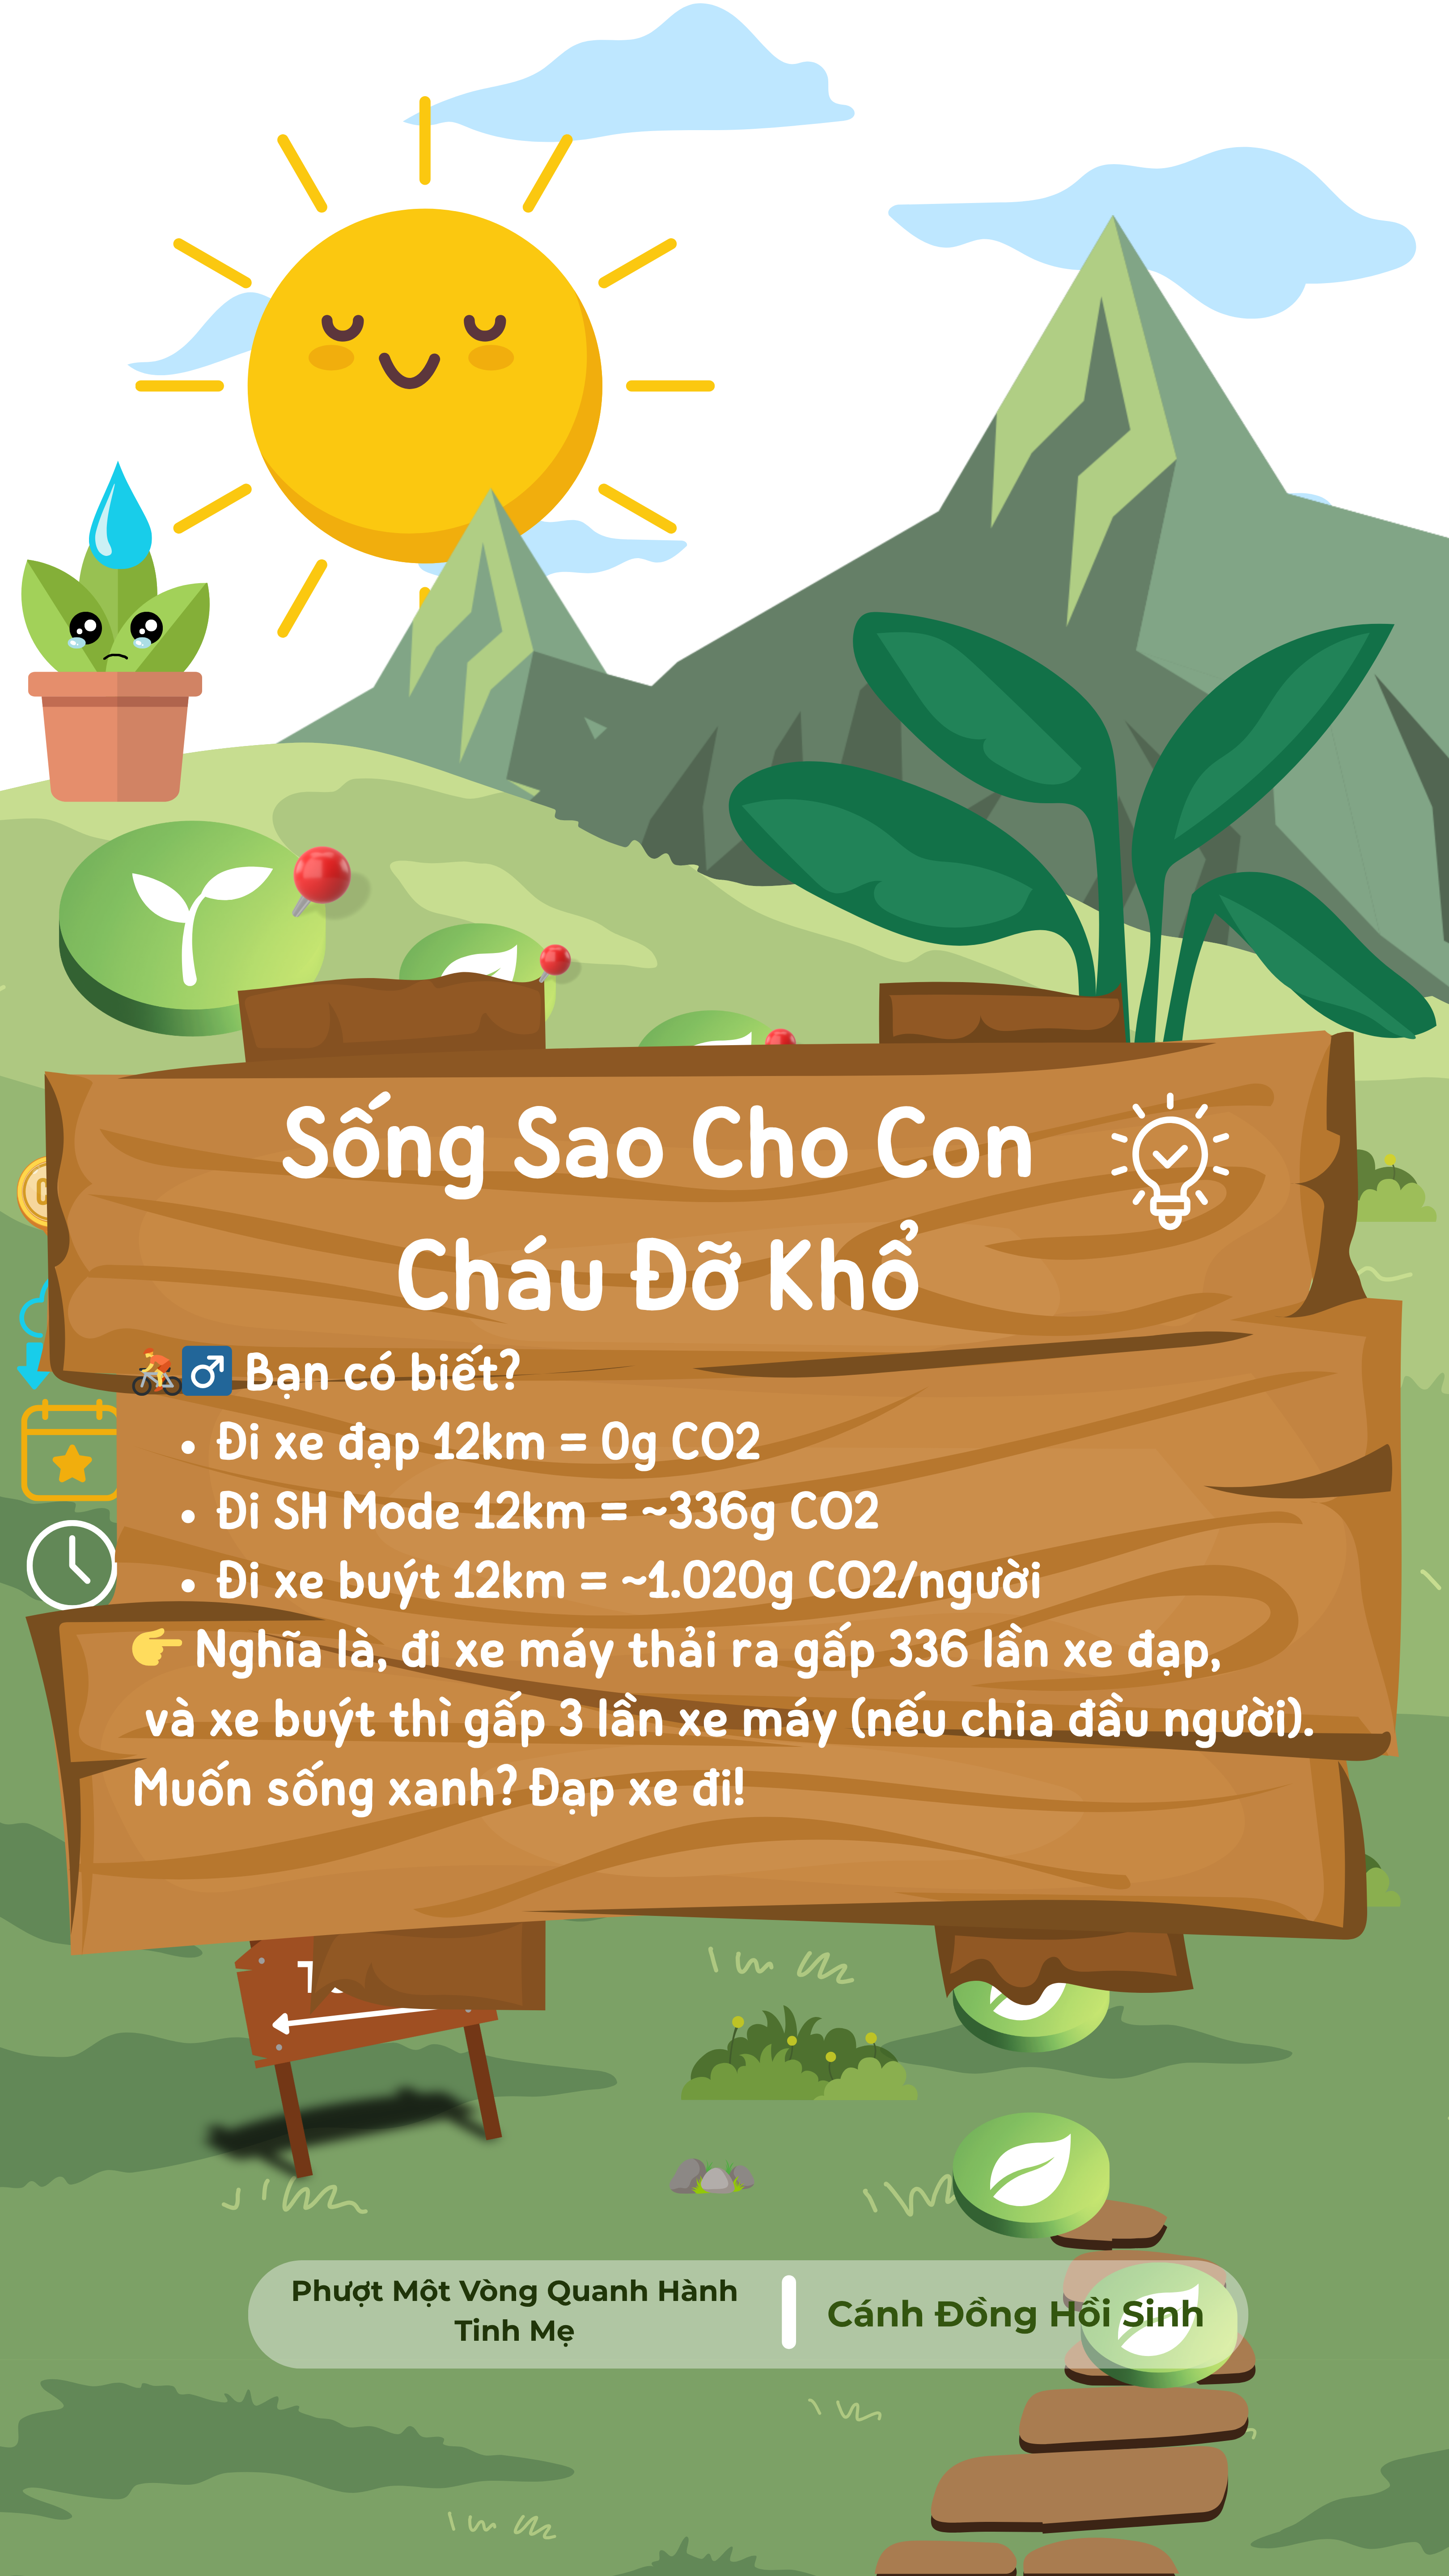 Sống Sao Cho Con
Cháu Đỡ Khổ
🚴♂ Bạn có biết?
• Đi xe đạp 12km = 0g CO2
• Đi SH Mode 12km = ~336g CO2
• Đi xe buýt 12km = ~1.020g CO2/người
👉 Nghĩa là, đi xe máy thải ra gấp 336 lần xe đạp,
và xe buýt thì gấp 3 lần xe máy (nếu chia đầu người).
Muốn sống xanh? Đạp xe đi!
Phượt Một Vòng Quanh Hành
Tinh Mẹ
Cánh Đồng Hồi Sinh